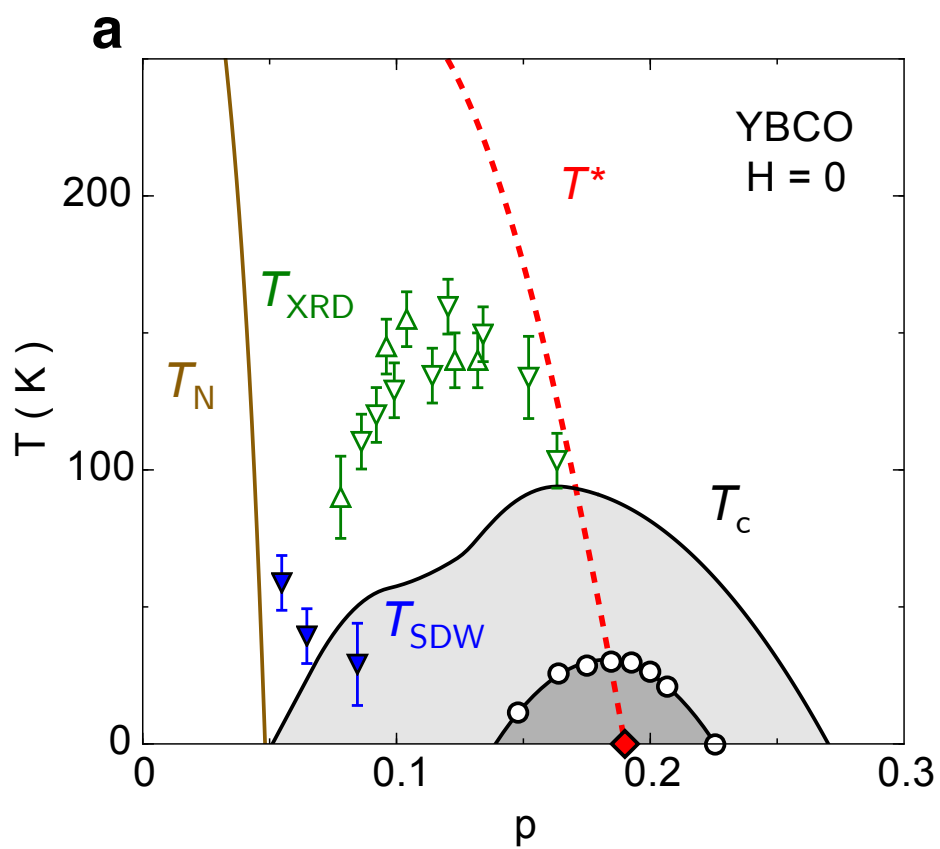 a
YBCO
H = 0
T*
T_XRD
T_N
T_c
T_SDW
T ( K )
200
100
0
0
0.1
0.2
0.3
p